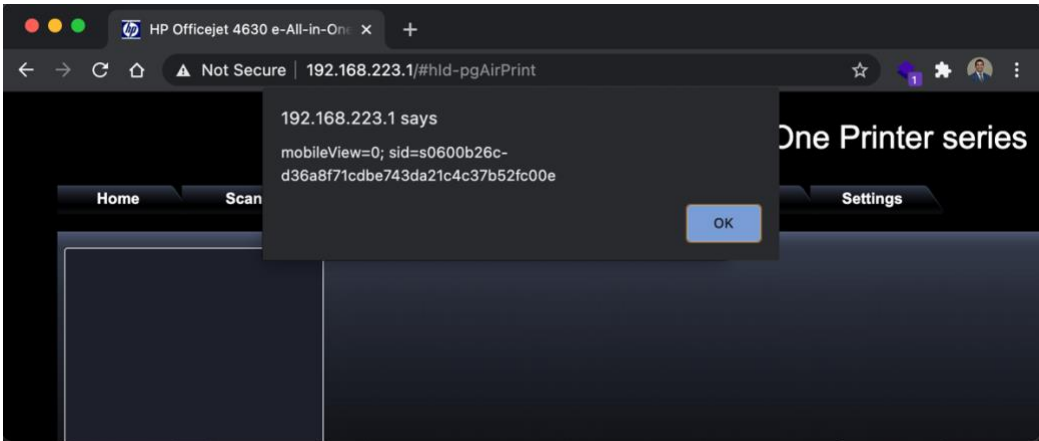 HP Officejet 4630 e-All-in-One
Not Secure | 192.168.223.1/#hId-pgAirPrint
1
192.168.223.1 says
mobileView=0; sid=s0600b26c-
d36a8f71cdbe743da21c4c37b52fc00e
OK
One Printer series
Home Scan Settings